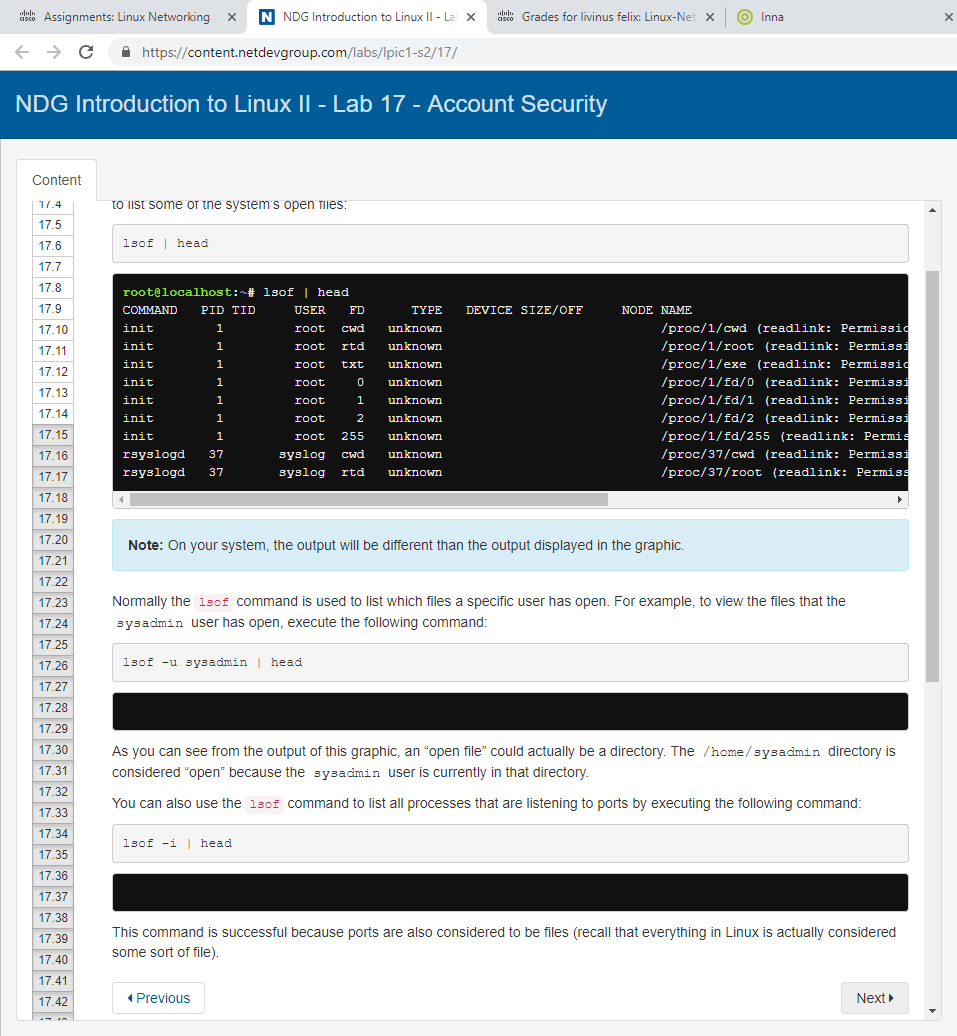 Assignments: Linux Networking
NDG Introduction to Linux II - La
Grades for livinus felix: Linux-Net
Inna
https://content.netdevgroup.com/labs/lpic1-s2/17/
NDG Introduction to Linux II - Lab 17 - Account Security
Content
17.4
17.5
17.6
17.7
17.8
17.9
17.10
17.11
17.12
17.13
17.14
17.15
17.16
17.17
17.18
17.19
17.20
17.21
17.22
17.23
17.24
17.25
17.26
17.27
17.28
17.29
17.30
17.31
17.32
17.33
17.34
17.35
17.36
17.37
17.38
17.39
17.40
17.41
17.42
to list some of the system's open files:
lsof | head
root@localhost:~# lsof | head
COMMAND PID TID USER FD TYPE DEVICE SIZE/OFF NODE NAME
init 1 root cwd unknown /proc/1/cwd (readlink: Permissio
init 1 root rtd unknown /proc/1/root (readlink: Permissi
init 1 root txt unknown /proc/1/exe (readlink: Permissio
init 1 root 0 unknown /proc/1/fd/0 (readlink: Permissi
init 1 root 1 unknown /proc/1/fd/1 (readlink: Permissi
init 1 root 2 unknown /proc/1/fd/2 (readlink: Permissi
init 1 root 255 unknown /proc/1/fd/255 (readlink: Permis
rsyslogd 37 syslog cwd unknown /proc/37/cwd (readlink: Permissi
rsyslogd 37 syslog rtd unknown /proc/37/root (readlink: Permiss
Note: On your system, the output will be different than the output displayed in the graphic.
Normally the lsof command is used to list which files a specific user has open. For example, to view the files that the
sysadmin user has open, execute the following command:
lsof -u sysadmin | head
As you can see from the output of this graphic, an “open file” could actually be a directory. The /home/sysadmin directory is
considered “open” because the sysadmin user is currently in that directory.
You can also use the lsof command to list all processes that are listening to ports by executing the following command:
lsof -i | head
This command is successful because ports are also considered to be files (recall that everything in Linux is actually considered
some sort of file).
Previous
Next